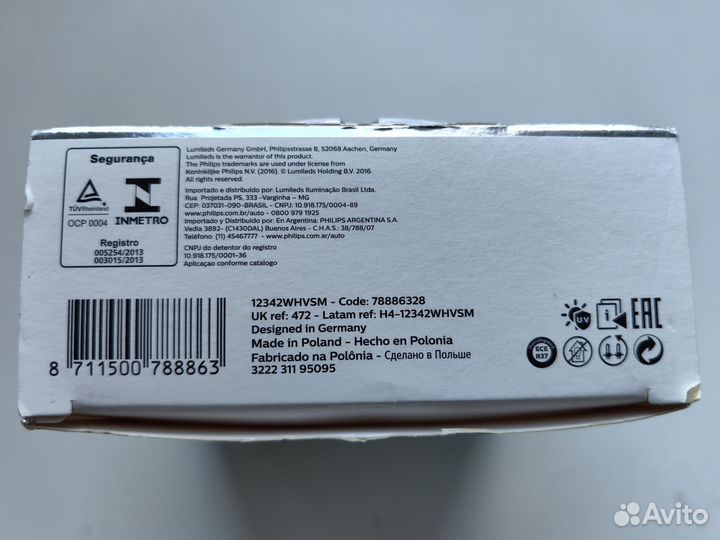 Segurança
TÜVRheinland
OCP 0004
INMETRO
Registro
005254/2013
003015/2013
Lumileds Germany GmbH, Philipsstrasse 8, 52068 Aachen, Germany
Lumileds is the warrantor of this product.
The Philips trademarks are used under license from
Koninklijke Philips N.V. (2016). © Lumileds Holding B.V. 2016
All rights reserved.
Importado e distribuido por: Lumileds Iluminação Brasil Ltda.
Rua Projetada PS, 333 -Varginha – MG
CEP: 037031-090-BRASIL - CNPJ: 10.918.175/0004-89
www.philips.com/auto - 0800 979 1925
Importado y Distribuido por: En Argentina: PHILIPS ARGENTINA S.A.
Vedia 3892- (C1430DAL) Buenos Aires - C.H.A.S: 38/788/07
Teléfono: (11) 45467777 - www.philips.com.ar/auto
CNPJ do detentor do registro
10.918.175/0001-36
Aplicaçao conforme catalogo
8 711500 788863
12342WHVSM – Code: 78886328
UK ref: 472 – Latam ref: H4-12342WHVSM
Designed in Germany
Made in Poland – Hecho en Polonia
Fabricado na Polônia – Сделано в Польше
3222 311 95095
UV
i
EAC
ECE
R37
Avito